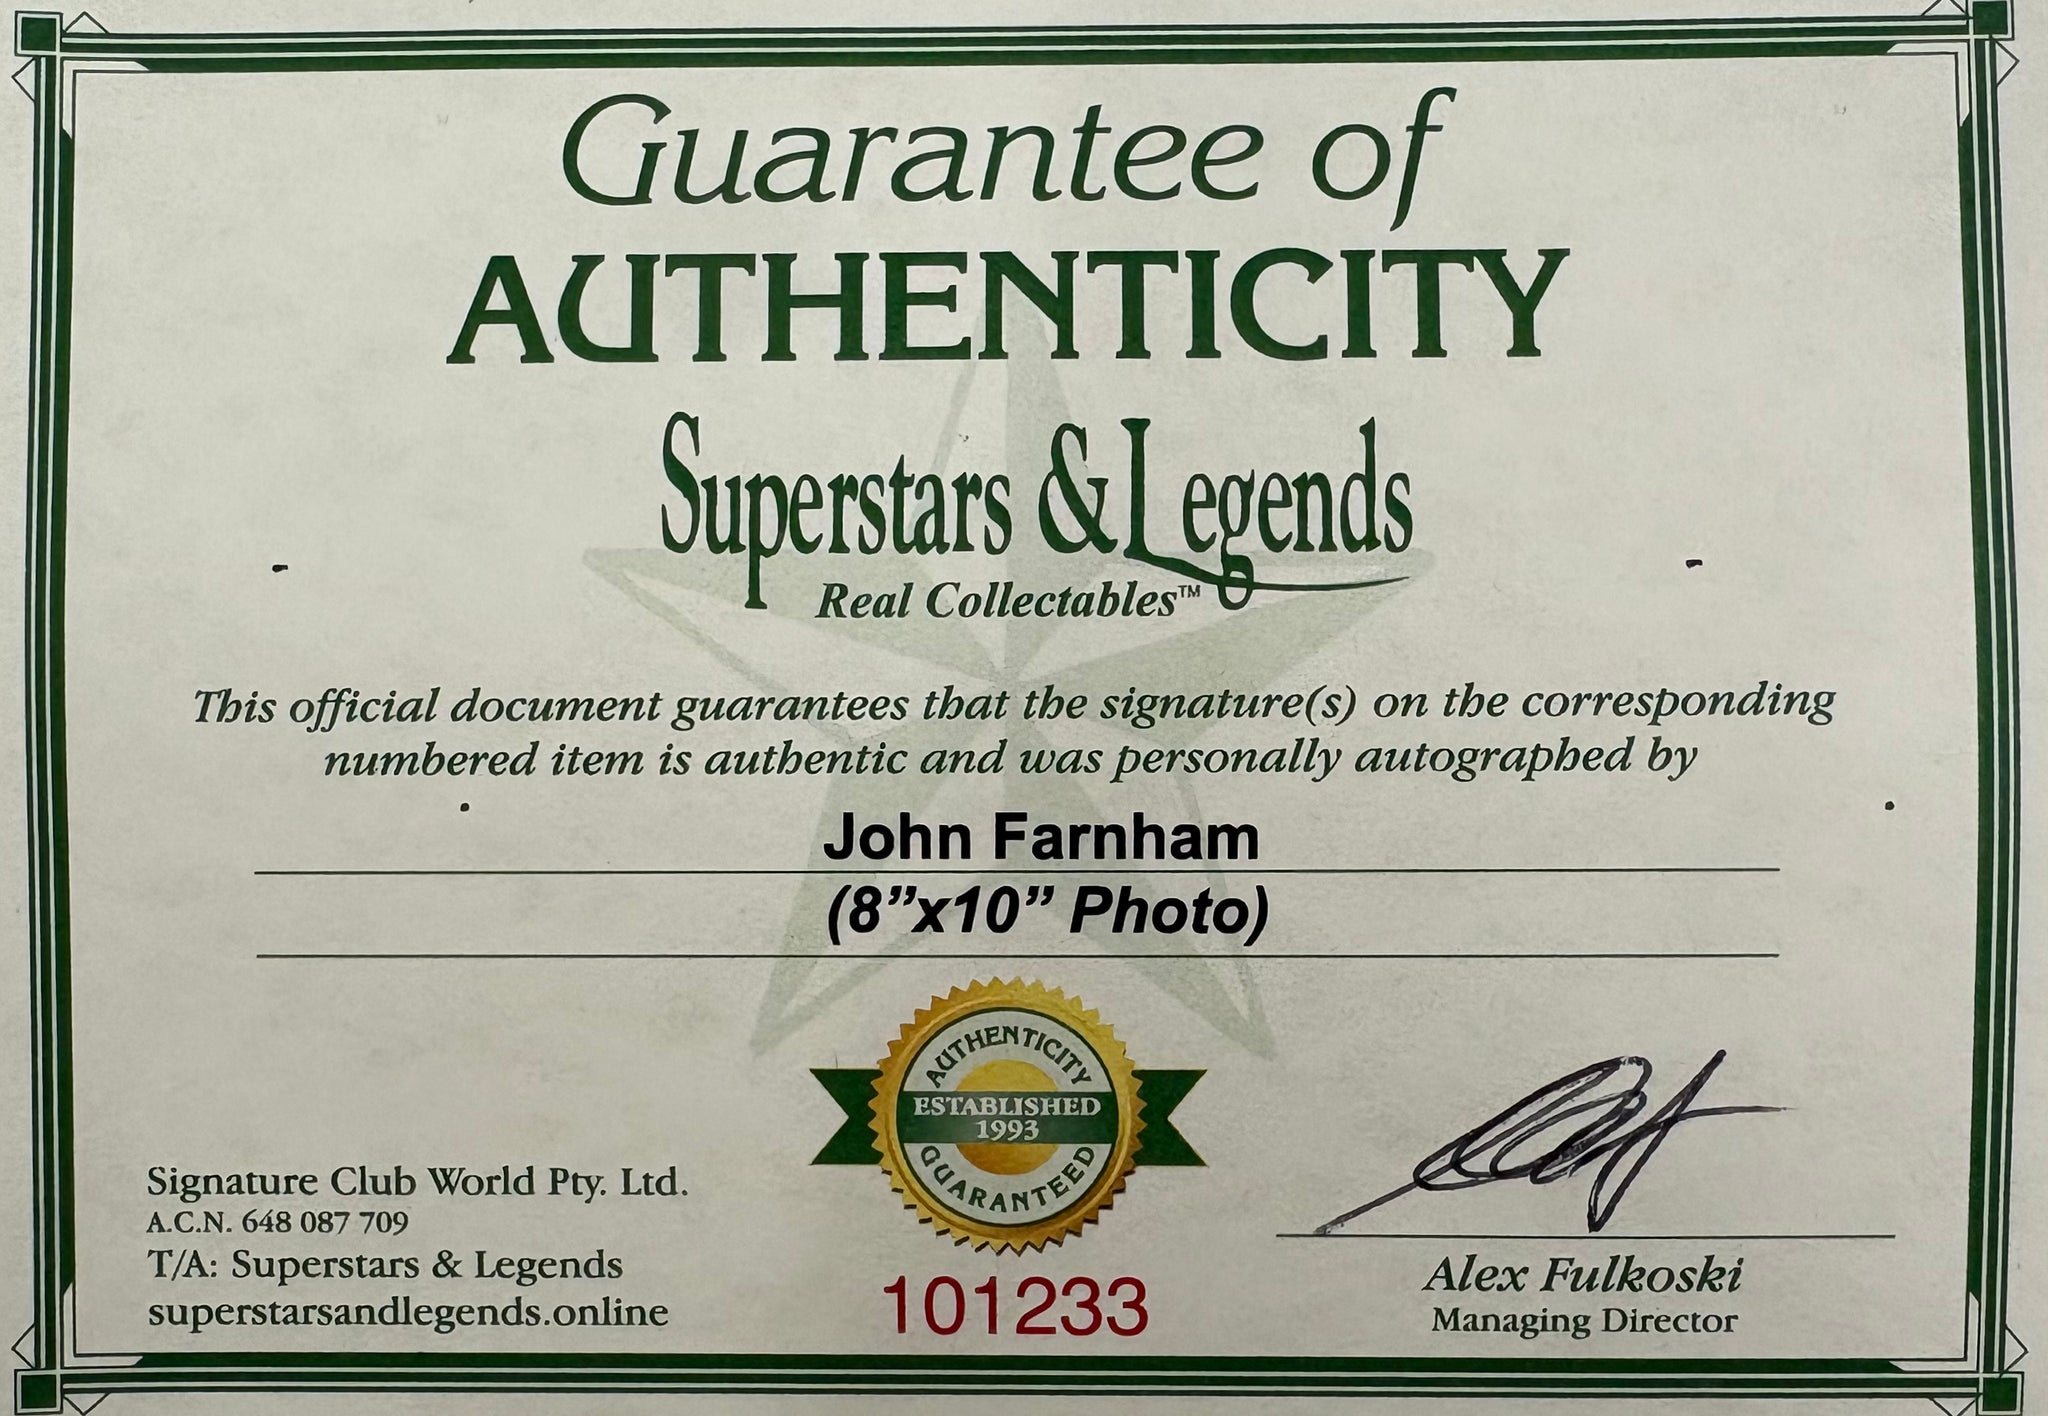 Guarantee of
AUTHENTICITY
Superstars & Legends
Real Collectables™
This official document guarantees that the signature(s) on the corresponding
numbered item is authentic and was personally autographed by
John Farnham
(8”x10” Photo)
AUTHENTICITY
ESTABLISHED
1993
GUARANTEED
Signature Club World Pty. Ltd.
A.C.N. 648 087 709
T/A: Superstars & Legends
superstarsandlegends.online
101233
Alex Fulkoski
Managing Director